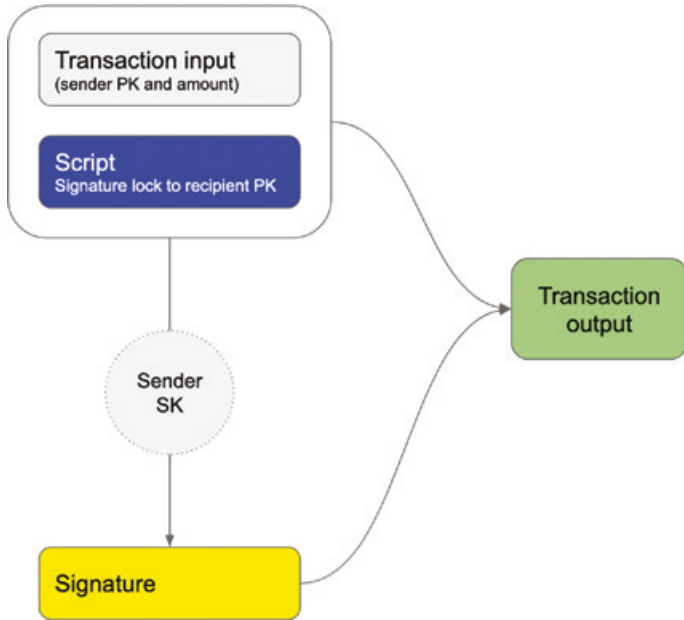 Transaction input
(sender PK and amount)
Script
Signature lock to recipient PK
Transaction
output
Sender
SK
Signature